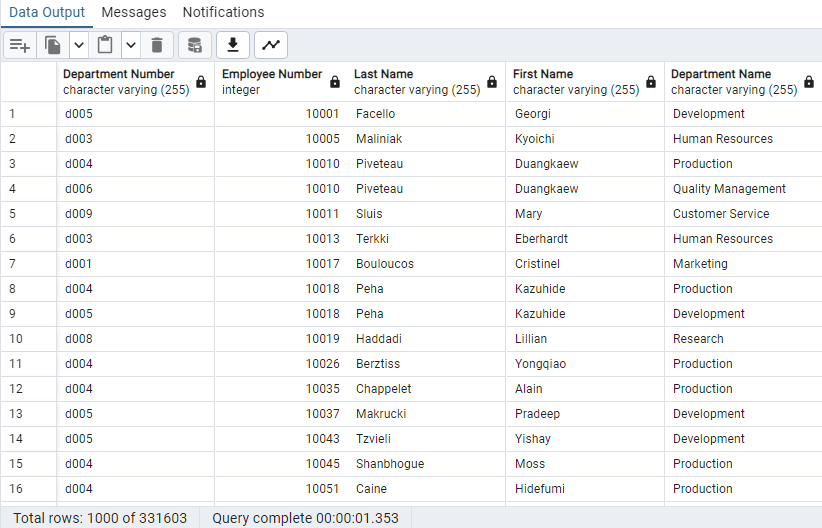 Data Output Messages Notifications
Department Number Employee Number Last Name First Name Department Name
character varying (255) integer character varying (255) character varying (255) character varying (255)
1 d005 10001 Facello Georgi Development
2 d003 10005 Maliniak Kyoichi Human Resources
3 d004 10010 Piveteau Duangkaew Production
4 d006 10010 Piveteau Duangkaew Quality Management
5 d009 10011 Sluis Mary Customer Service
6 d003 10013 Terkki Eberhardt Human Resources
7 d001 10017 Bouloucos Cristinel Marketing
8 d004 10018 Peha Kazuhide Production
9 d005 10018 Peha Kazuhide Development
10 d008 10019 Haddadi Lillian Research
11 d004 10026 Berztiss Yongqiao Production
12 d004 10035 Chappelet Alain Production
13 d005 10037 Makrucki Pradeep Development
14 d005 10043 Tzvieli Yishay Development
15 d004 10045 Shanbhogue Moss Production
16 d004 10051 Caine Hidefumi Production
Total rows: 1000 of 331603 Query complete 00:00:01.353